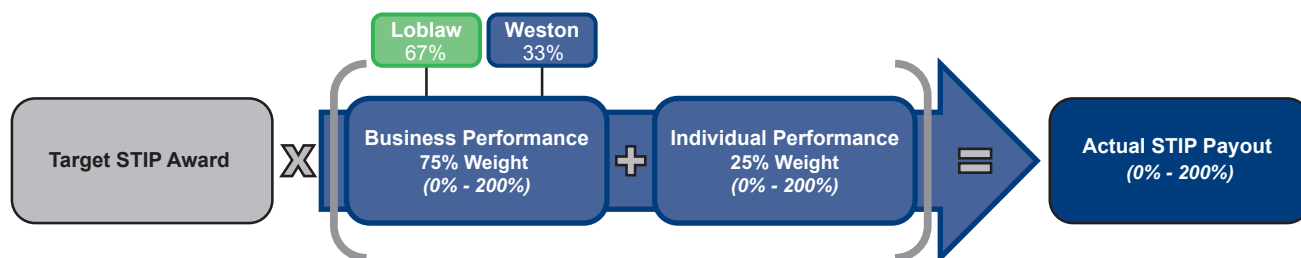 Loblaw
67%
Weston
33%
Target STIP Award
X
Business Performance
75% Weight
(0% - 200%)
+
Individual Performance
25% Weight
(0% - 200%)
=
Actual STIP Payout
(0% - 200%)